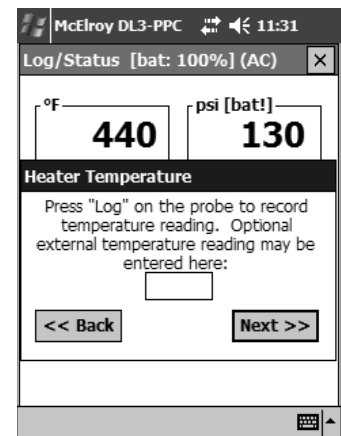 McElroy DL3-PPC 11:31
Log/Status [bat: 100%] (AC)
°F psi [bat!]
440 130
Heater Temperature
Press "Log" on the probe to record
temperature reading. Optional
external temperature reading may be
entered here:
<< Back Next >>